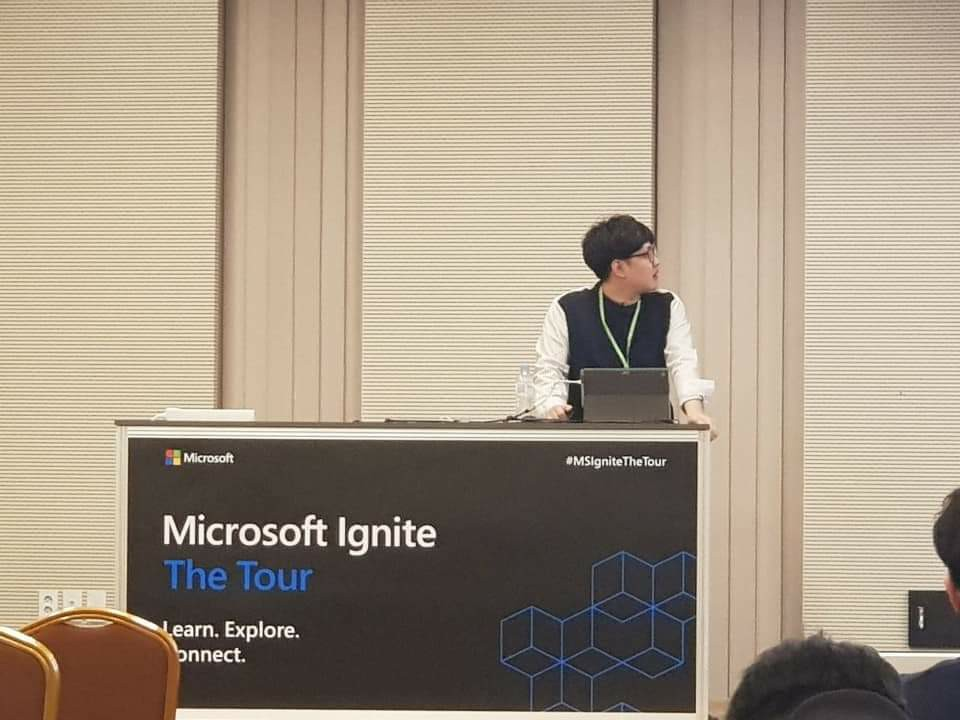 Microsoft
#MSIgniteTheTour
Microsoft Ignite
The Tour
Learn. Explore.
onnect.